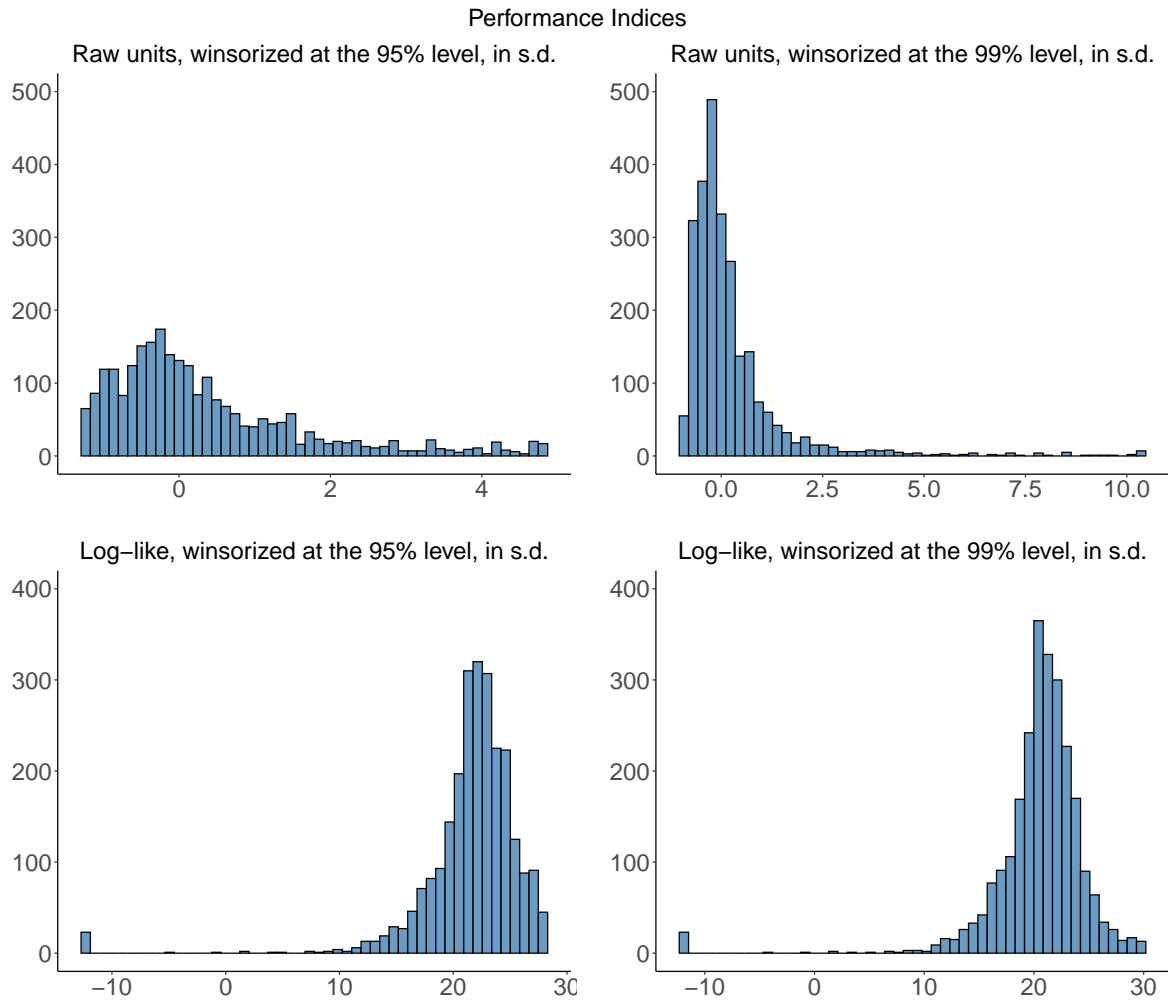 Performance Indices
Raw units, winsorized at the 95% level, in s.d.
500
400
300
200
100
0
0 2 4
Raw units, winsorized at the 99% level, in s.d.
500
400
300
200
100
0
0.0 2.5 5.0 7.5 10.0
Log−like, winsorized at the 95% level, in s.d.
400
300
200
100
0
−10 0 10 20 30
Log−like, winsorized at the 99% level, in s.d.
400
300
200
100
0
−10 0 10 20 30